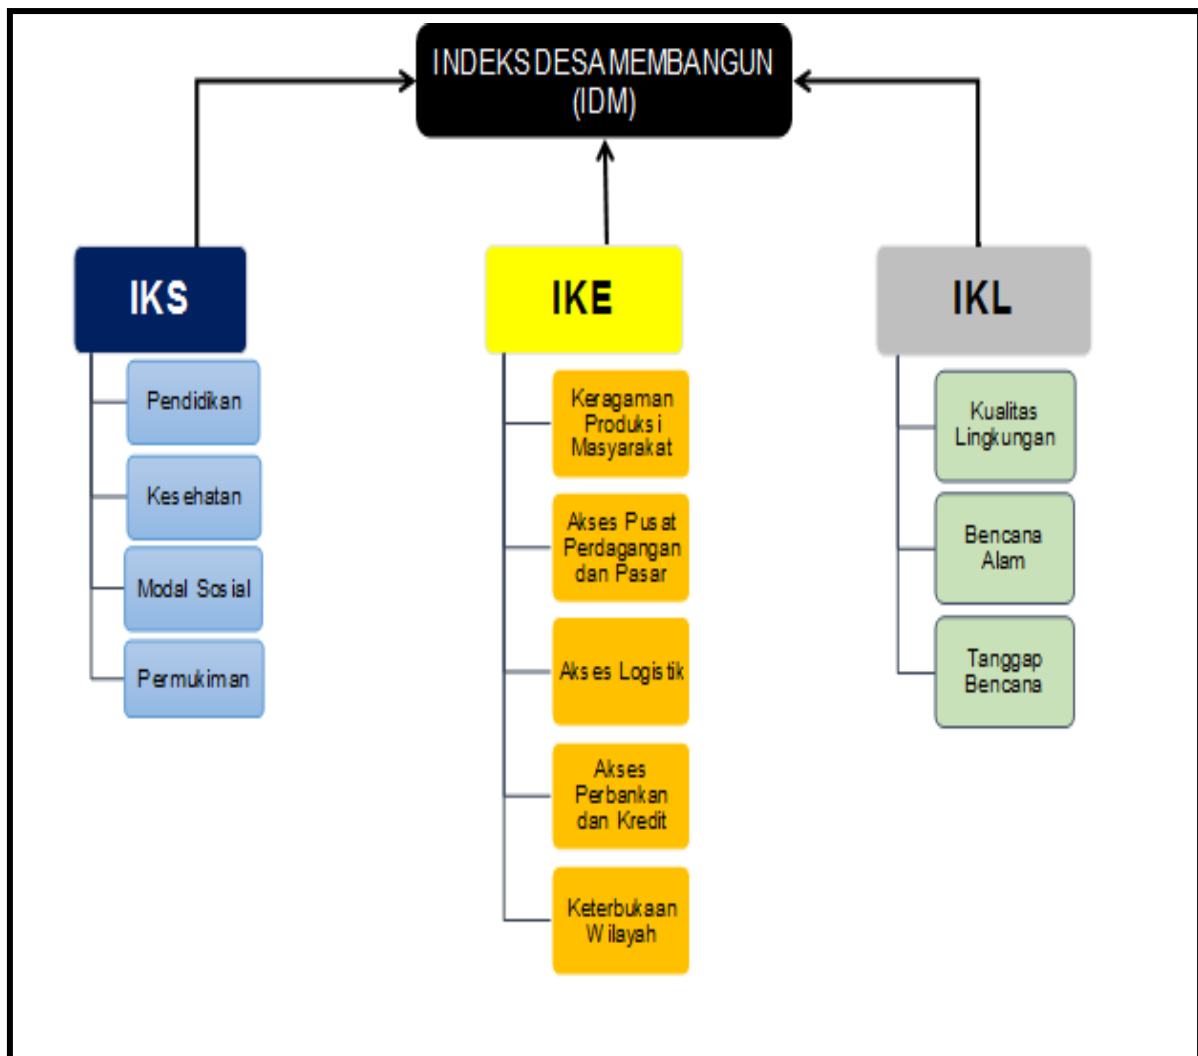 INDEKS DESA MEMBANGUN
(IDM)
IKS
Pendidikan
Kesehatan
Modal Sosial
Permukiman
IKE
Keragaman
Produksi
Masyarakat
Akses Pusat
Perdagangan
dan Pasar
Akses Logistik
Akses
Perbankan
dan Kredit
Keterbukaan
Wilayah
IKL
Kualitas
Lingkungan
Bencana
Alam
Tanggap
Bencana